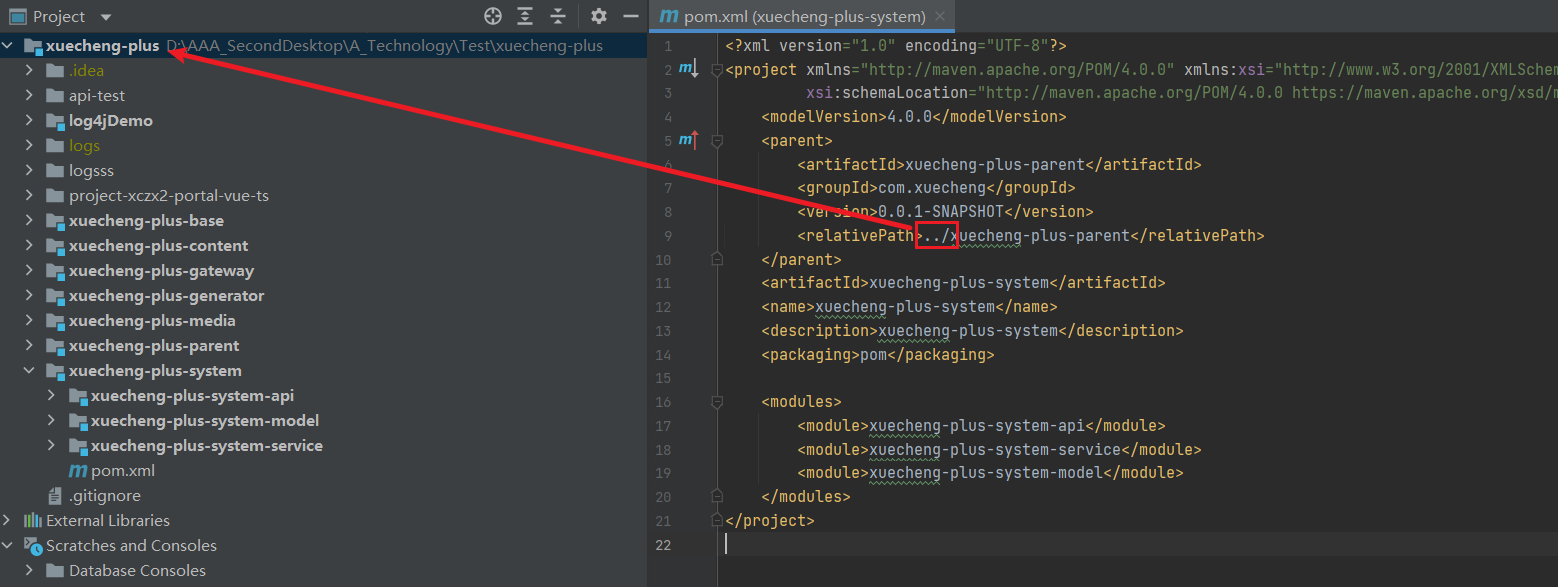 Project
xuecheng-plus D:\AAA_SecondDesktop\A_Technology\Test\xuecheng-plus
.idea
api-test
log4jDemo
logs
logsss
project-xczx2-portal-vue-ts
xuecheng-plus-base
xuecheng-plus-content
xuecheng-plus-gateway
xuecheng-plus-generator
xuecheng-plus-media
xuecheng-plus-parent
xuecheng-plus-system
xuecheng-plus-system-api
xuecheng-plus-system-model
xuecheng-plus-system-service
m pom.xml
.gitignore
External Libraries
Scratches and Consoles
Database Consoles
m pom.xml (xuecheng-plus-system)
1 <?xml version="1.0" encoding="UTF-8"?>
2 m <project xmlns="http://maven.apache.org/POM/4.0.0" xmlns:xsi="http://www.w3.org/2001/XMLSchem
3 xsi:schemaLocation="http://maven.apache.org/POM/4.0.0 https://maven.apache.org/xsd/m
4 <modelVersion>4.0.0</modelVersion>
5 m <parent>
6 <artifactId>xuecheng-plus-parent</artifactId>
7 <groupId>com.xuecheng</groupId>
8 <version>0.0.1-SNAPSHOT</version>
9 <relativePath>../xuecheng-plus-parent</relativePath>
10 </parent>
11 <artifactId>xuecheng-plus-system</artifactId>
12 <name>xuecheng-plus-system</name>
13 <description>xuecheng-plus-system</description>
14 <packaging>pom</packaging>
15
16 <modules>
17 <module>xuecheng-plus-system-api</module>
18 <module>xuecheng-plus-system-service</module>
19 <module>xuecheng-plus-system-model</module>
20 </modules>
21 </project>
22